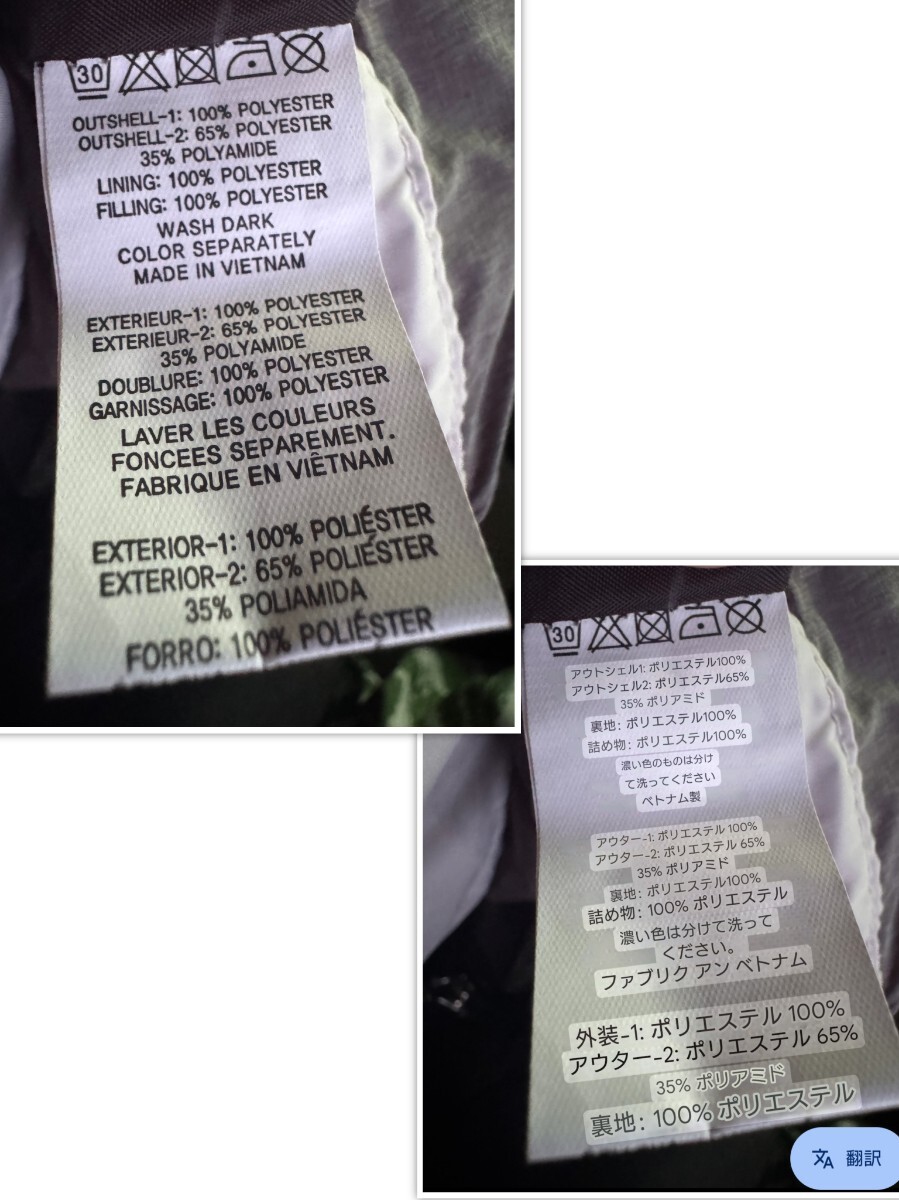 30
OUTSHELL-1: 100% POLYESTER
OUTSHELL-2: 65% POLYESTER
35% POLYAMIDE
LINING: 100% POLYESTER
FILLING: 100% POLYESTER
WASH DARK
COLOR SEPARATELY
MADE IN VIETNAM
EXTERIEUR-1: 100% POLYESTER
EXTERIEUR-2: 65% POLYESTER
35% POLYAMIDE
DOUBLURE: 100% POLYESTER
GARNISSAGE: 100% POLYESTER
LAVER LES COULEURS
FONCEES SEPAREMENT.
FABRIQUE EN VIÊTNAM
EXTERIOR-1: 100% POLIÉSTER
EXTERIOR-2: 65% POLIÉSTER
35% POLIAMIDA
FORRO: 100% POLIÉSTER
30
アウトシェル1: ポリエステル100%
アウトシェル2: ポリエステル65%
35% ポリアミド
裏地: ポリエステル100%
詰め物: ポリエステル100%
濃い色のものは分け
て洗ってください
ベトナム製
アウター-1: ポリエステル 100%
アウター-2: ポリエステル 65%
35% ポリアミド
裏地: ポリエステル100%
詰め物: 100% ポリエステル
濃い色は分けて洗って
ください。
ファブリク アン ベトナム
外装-1: ポリエステル 100%
アウター-2: ポリエステル 65%
35% ポリアミド
裏地: 100% ポリエステル
翻訳